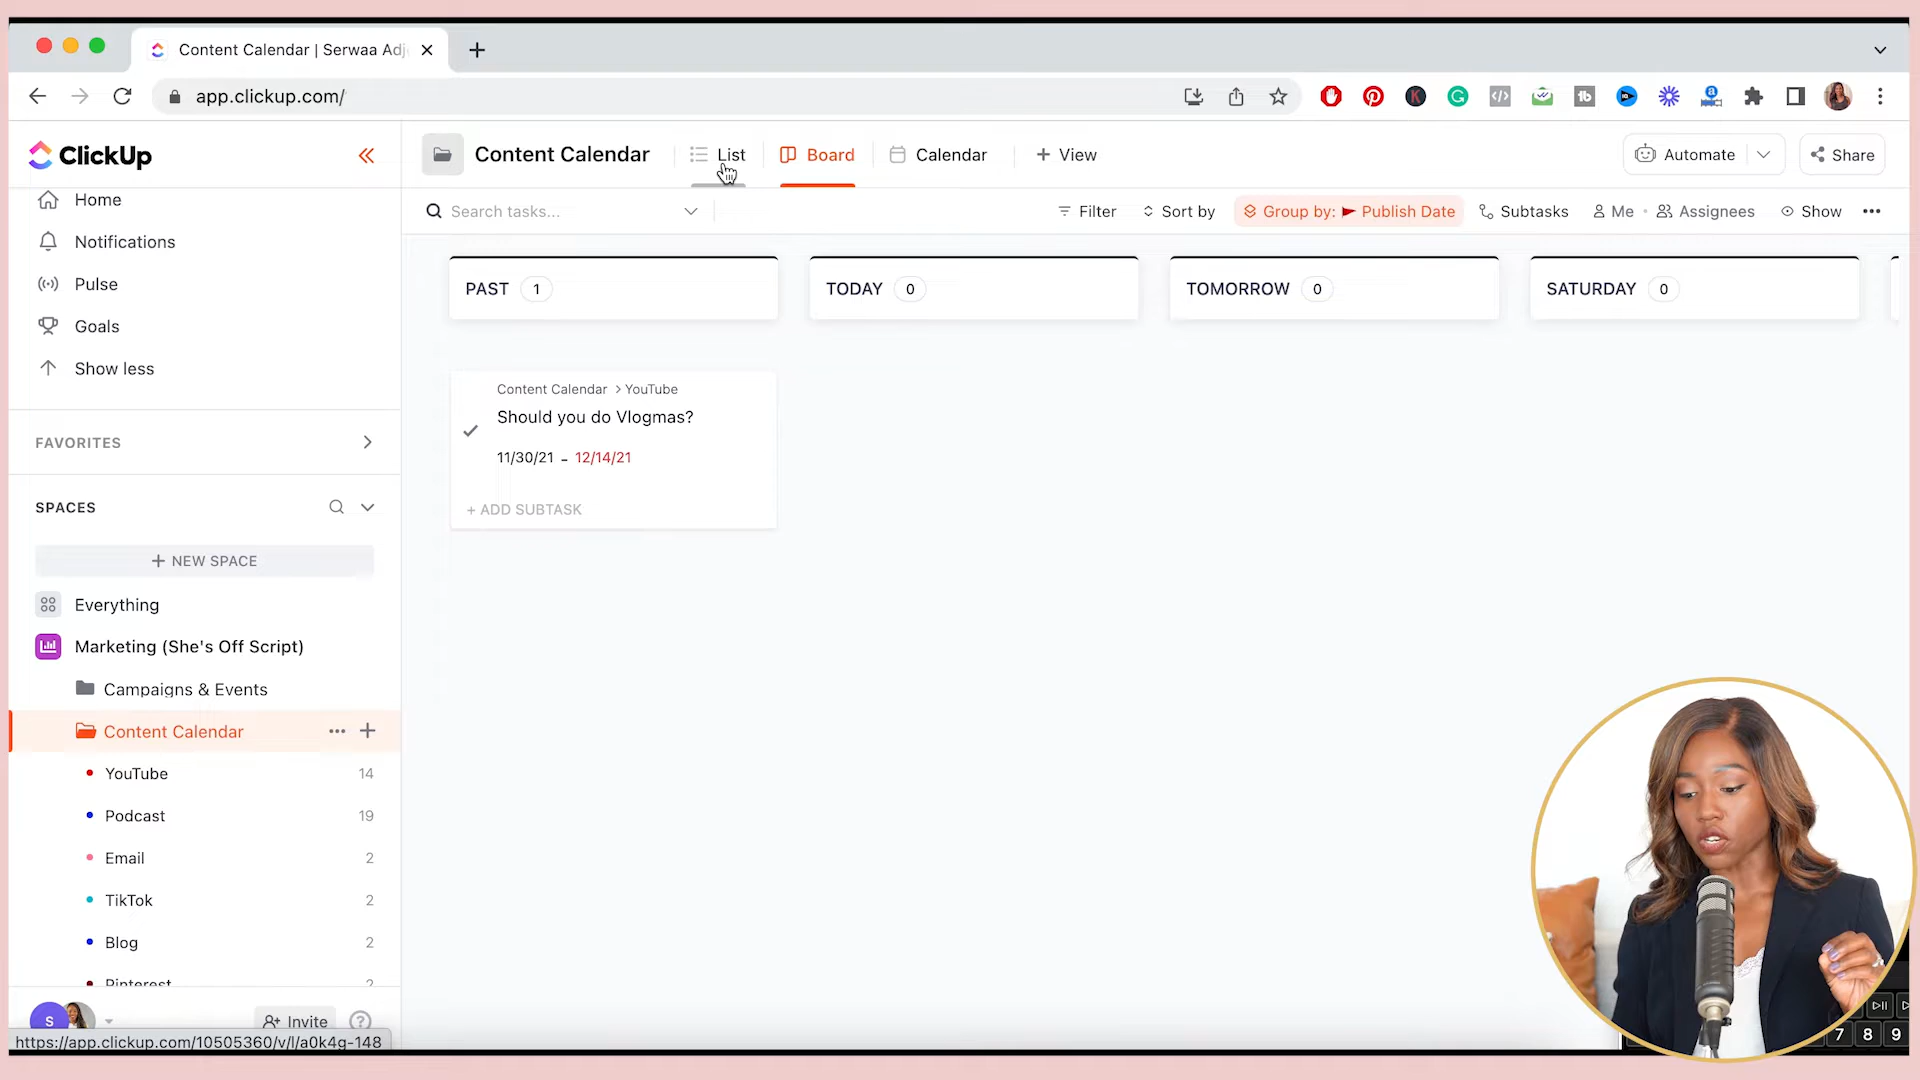 Content Calendar | Serwaa Adj
app.clickup.com/
ClickUp
Content Calendar
List
Board
Calendar
+ View
Automate
Share
Search tasks...
Filter
Sort by
Group by: Publish Date
Subtasks
Me
Assignees
Show
Home
Notifications
Pulse
Goals
Show less
FAVORITES
SPACES
+ NEW SPACE
Everything
Marketing (She's Off Script)
Campaigns & Events
Content Calendar
YouTube 14
Podcast 19
Email 2
TikTok 2
Blog 2
Pinterest 2
S
Invite
https://app.clickup.com/10505360/v/l/a0k4g-148
PAST 1
TODAY 0
TOMORROW 0
SATURDAY 0
Content Calendar > YouTube
Should you do Vlogmas?
11/30/21 - 12/14/21
+ ADD SUBTASK
7 8 9